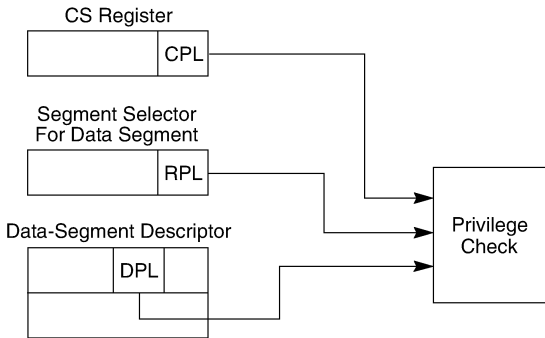 CS Register
CPL
Segment Selector
For Data Segment
RPL
Data-Segment Descriptor
DPL
Privilege
Check